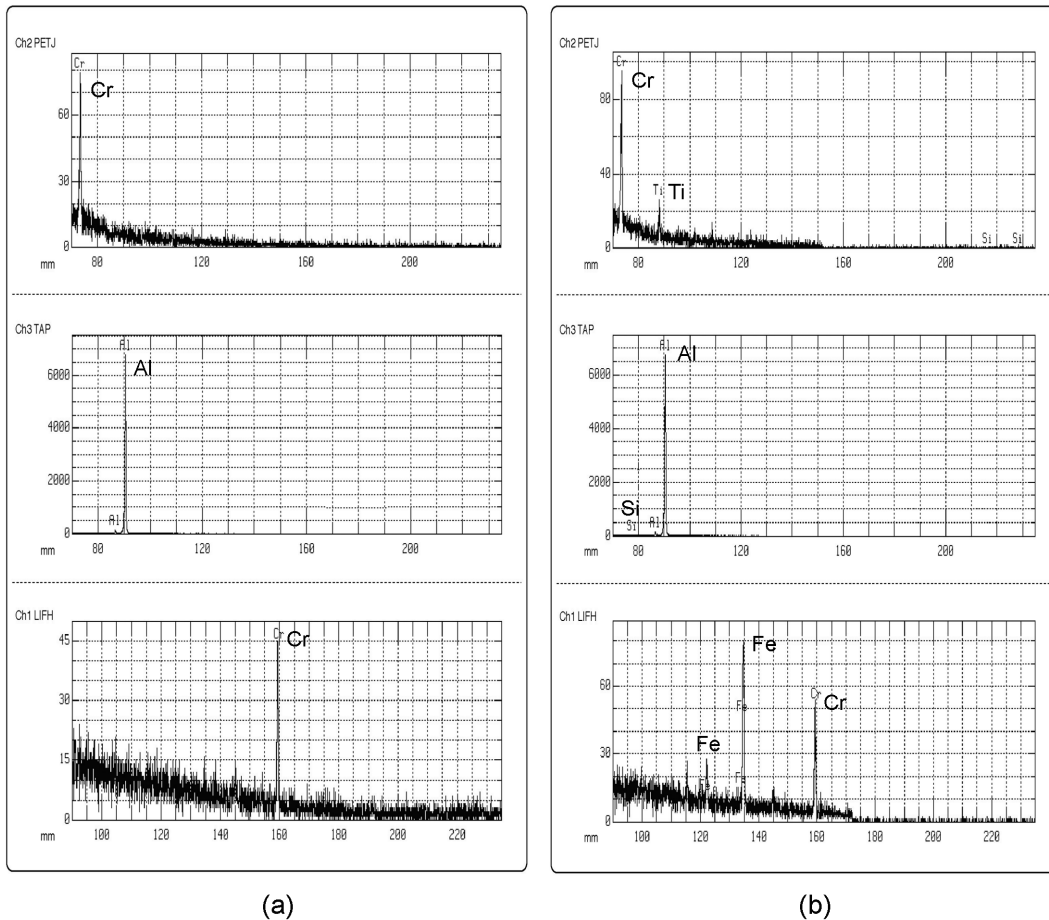 Ch2 PETJ
Cr
Cr
60
30
0
mm 80 120 160 200
Ch3 TAP
Al
Al
6000
4000
2000
0
Al
mm 80 120 160 200
Ch1 LIFH
45
Cr Cr
30
15
0
mm 100 120 140 160 180 200 220
(a)
Ch2 PETJ
Cr
Cr
80
40
Ti Ti
0
Si Si
mm 80 120 160 200
Ch3 TAP
Al
Al
6000
4000
2000
Si
Si Al
0
mm 80 120 160 200
Ch1 LIFH
Fe
60
Cr Cr
Fe
Fe
30
Fe
Fe
0
mm 100 120 140 160 180 200 220
(b)